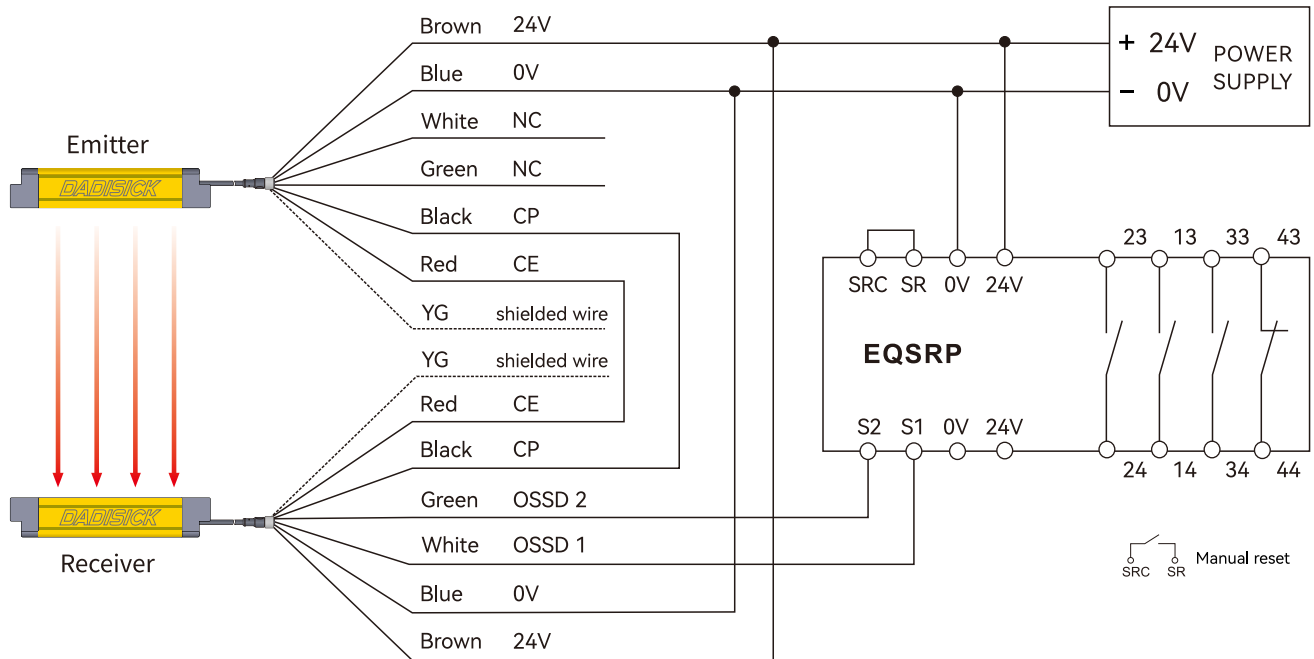 Brown 24V
+ 24V POWER
Blue 0V
- 0V SUPPLY
White NC
Emitter
Green NC
DADISICK
Black CP
23 13 33 43
Red CE
SRC SR 0V 24V
YG shielded wire
EQSRP
YG shielded wire
Red CE
S2 S1 0V 24V
Black CP
24 14 34 44
Green OSSD 2
DADISICK
White OSSD 1
Receiver
Manual reset
SRC SR
Blue 0V
Brown 24V